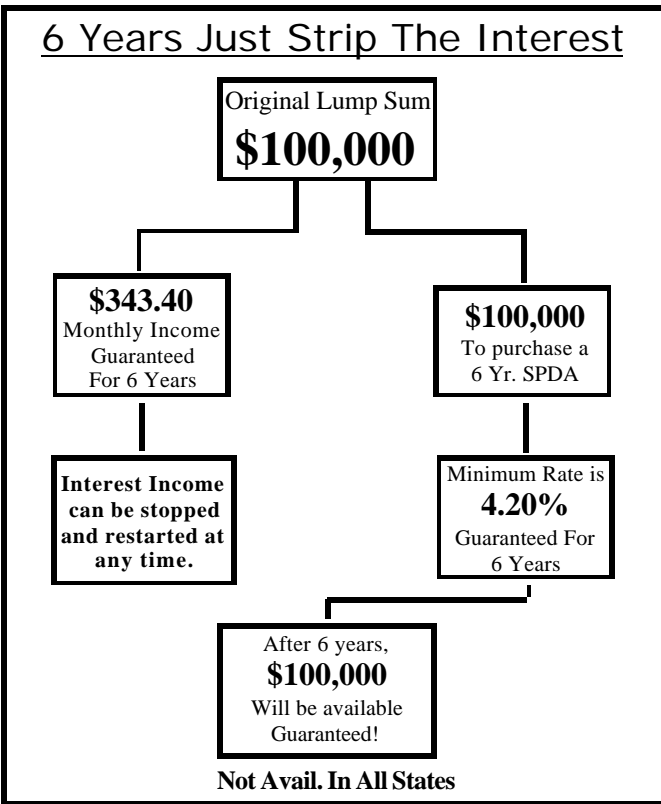 6 Years Just Strip The Interest
Original Lump Sum
$100,000
$343.40
Monthly Income
Guaranteed
For 6 Years
Interest Income
can be stopped
and restarted at
any time.
$100,000
To purchase a
6 Yr. SPDA
Minimum Rate is
4.20%
Guaranteed For
6 Years
After 6 years,
$100,000
Will be available
Guaranteed!
Not Avail. In All States